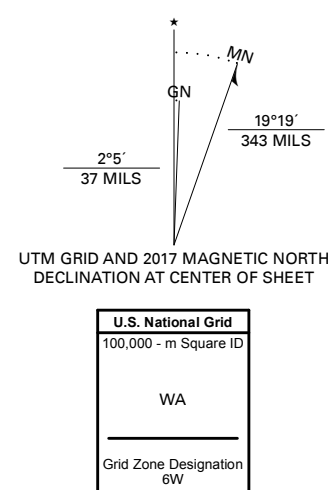 ★
MN
GN
19°19´
343 MILS
2°5´
37 MILS
UTM GRID AND 2017 MAGNETIC NORTH
DECLINATION AT CENTER OF SHEET
U.S. National Grid
100,000 - m Square ID
WA
Grid Zone Designation
6W